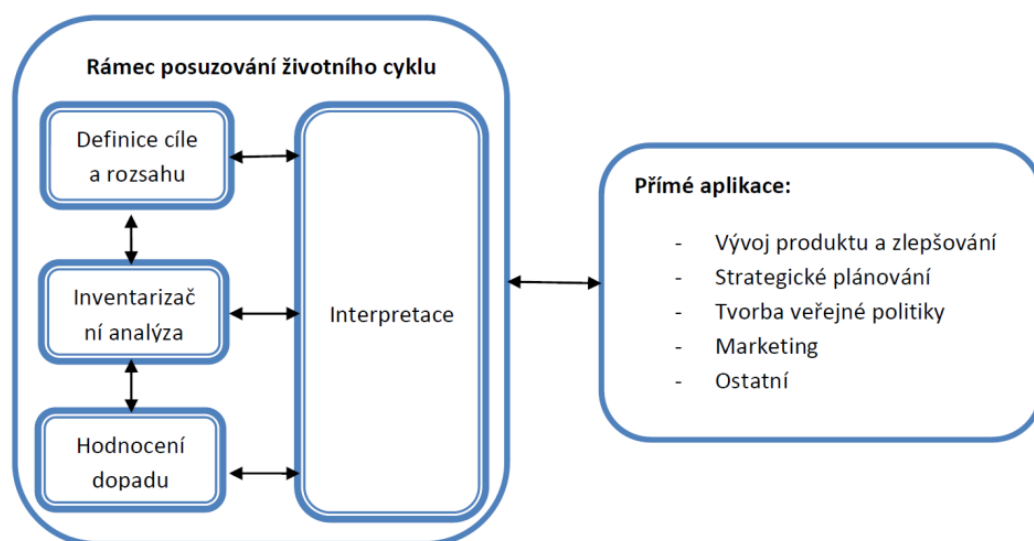 Rámec posuzování životního cyklu
Definice cíle
a rozsahu
Inventarizač
ní analýza
Hodnocení
dopadu
Interpretace
Přímé aplikace:
- Vývoj produktu a zlepšování
- Strategické plánování
- Tvorba veřejné politiky
- Marketing
- Ostatní